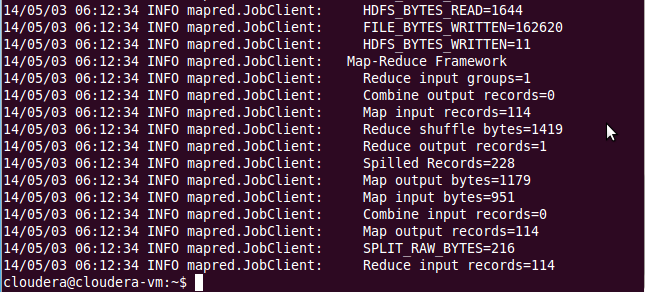 14/05/03 06:12:34 INFO mapred.JobClient:     HDFS_BYTES_READ=1644
14/05/03 06:12:34 INFO mapred.JobClient:     FILE_BYTES_WRITTEN=162620
14/05/03 06:12:34 INFO mapred.JobClient:     HDFS_BYTES_WRITTEN=11
14/05/03 06:12:34 INFO mapred.JobClient:   Map-Reduce Framework
14/05/03 06:12:34 INFO mapred.JobClient:     Reduce input groups=1
14/05/03 06:12:34 INFO mapred.JobClient:     Combine output records=0
14/05/03 06:12:34 INFO mapred.JobClient:     Map input records=114
14/05/03 06:12:34 INFO mapred.JobClient:     Reduce shuffle bytes=1419
14/05/03 06:12:34 INFO mapred.JobClient:     Reduce output records=1
14/05/03 06:12:34 INFO mapred.JobClient:     Spilled Records=228
14/05/03 06:12:34 INFO mapred.JobClient:     Map output bytes=1179
14/05/03 06:12:34 INFO mapred.JobClient:     Map input bytes=951
14/05/03 06:12:34 INFO mapred.JobClient:     Combine input records=0
14/05/03 06:12:34 INFO mapred.JobClient:     Map output records=114
14/05/03 06:12:34 INFO mapred.JobClient:     SPLIT_RAW_BYTES=216
14/05/03 06:12:34 INFO mapred.JobClient:     Reduce input records=114
cloudera@cloudera-vm:~$